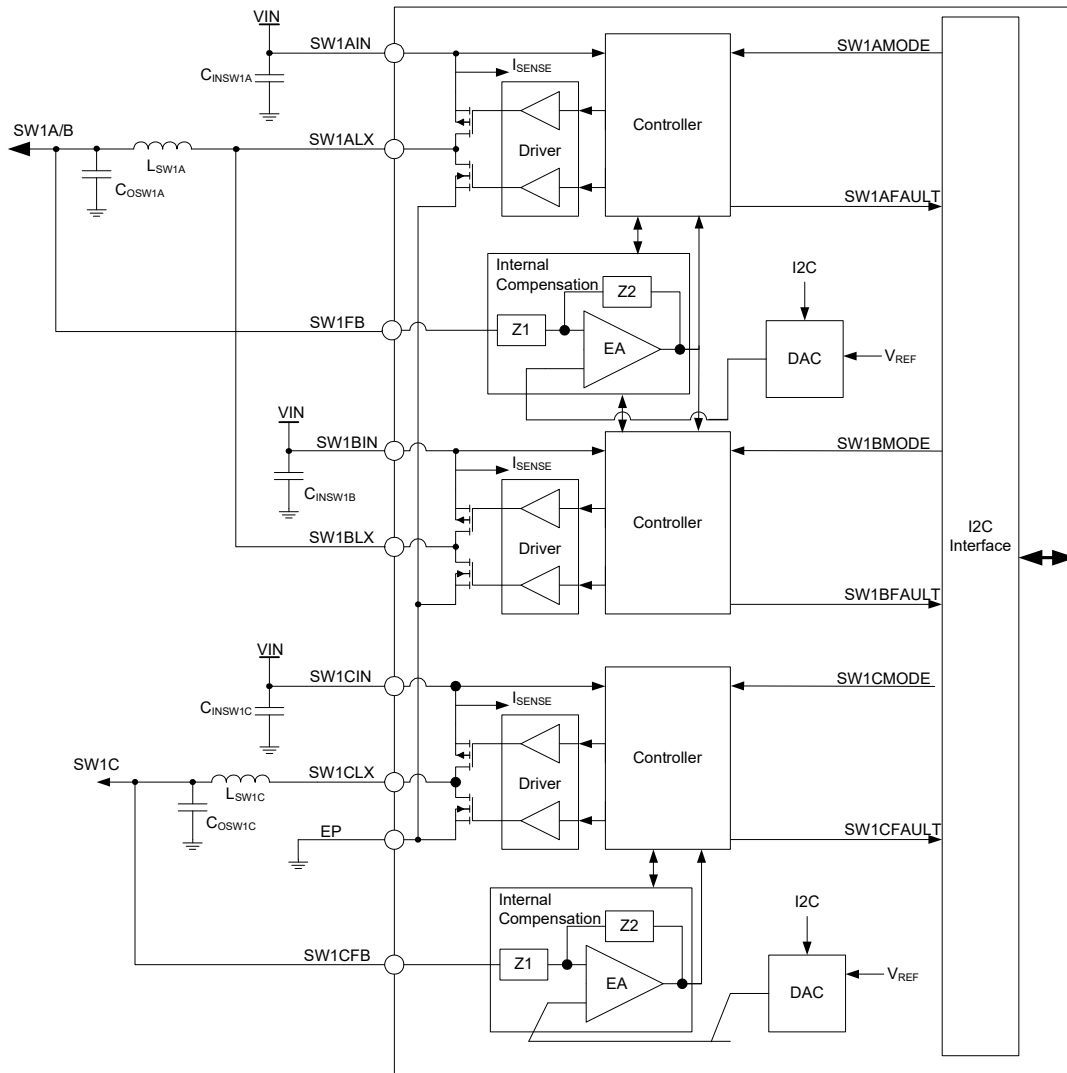 VIN
SW1AIN
SW1AMODE
ISENSE
CINSW1A
Controller
SW1A/B
SW1ALX
Driver
LSW1A
COSW1A
SW1AFAULT
Internal
Compensation
I2C
Z2
SW1FB
Z1
EA
DAC
VREF
VIN
SW1BIN
SW1BMODE
ISENSE
CINSW1B
Controller
I2C
Interface
SW1BLX
Driver
SW1BFAULT
VIN
SW1CIN
SW1CMODE
ISENSE
CINSW1C
Controller
SW1C
SW1CLX
Driver
LSW1C
COSW1C
EP
SW1CFAULT
Internal
Compensation
I2C
Z2
SW1CFB
Z1
EA
DAC
VREF